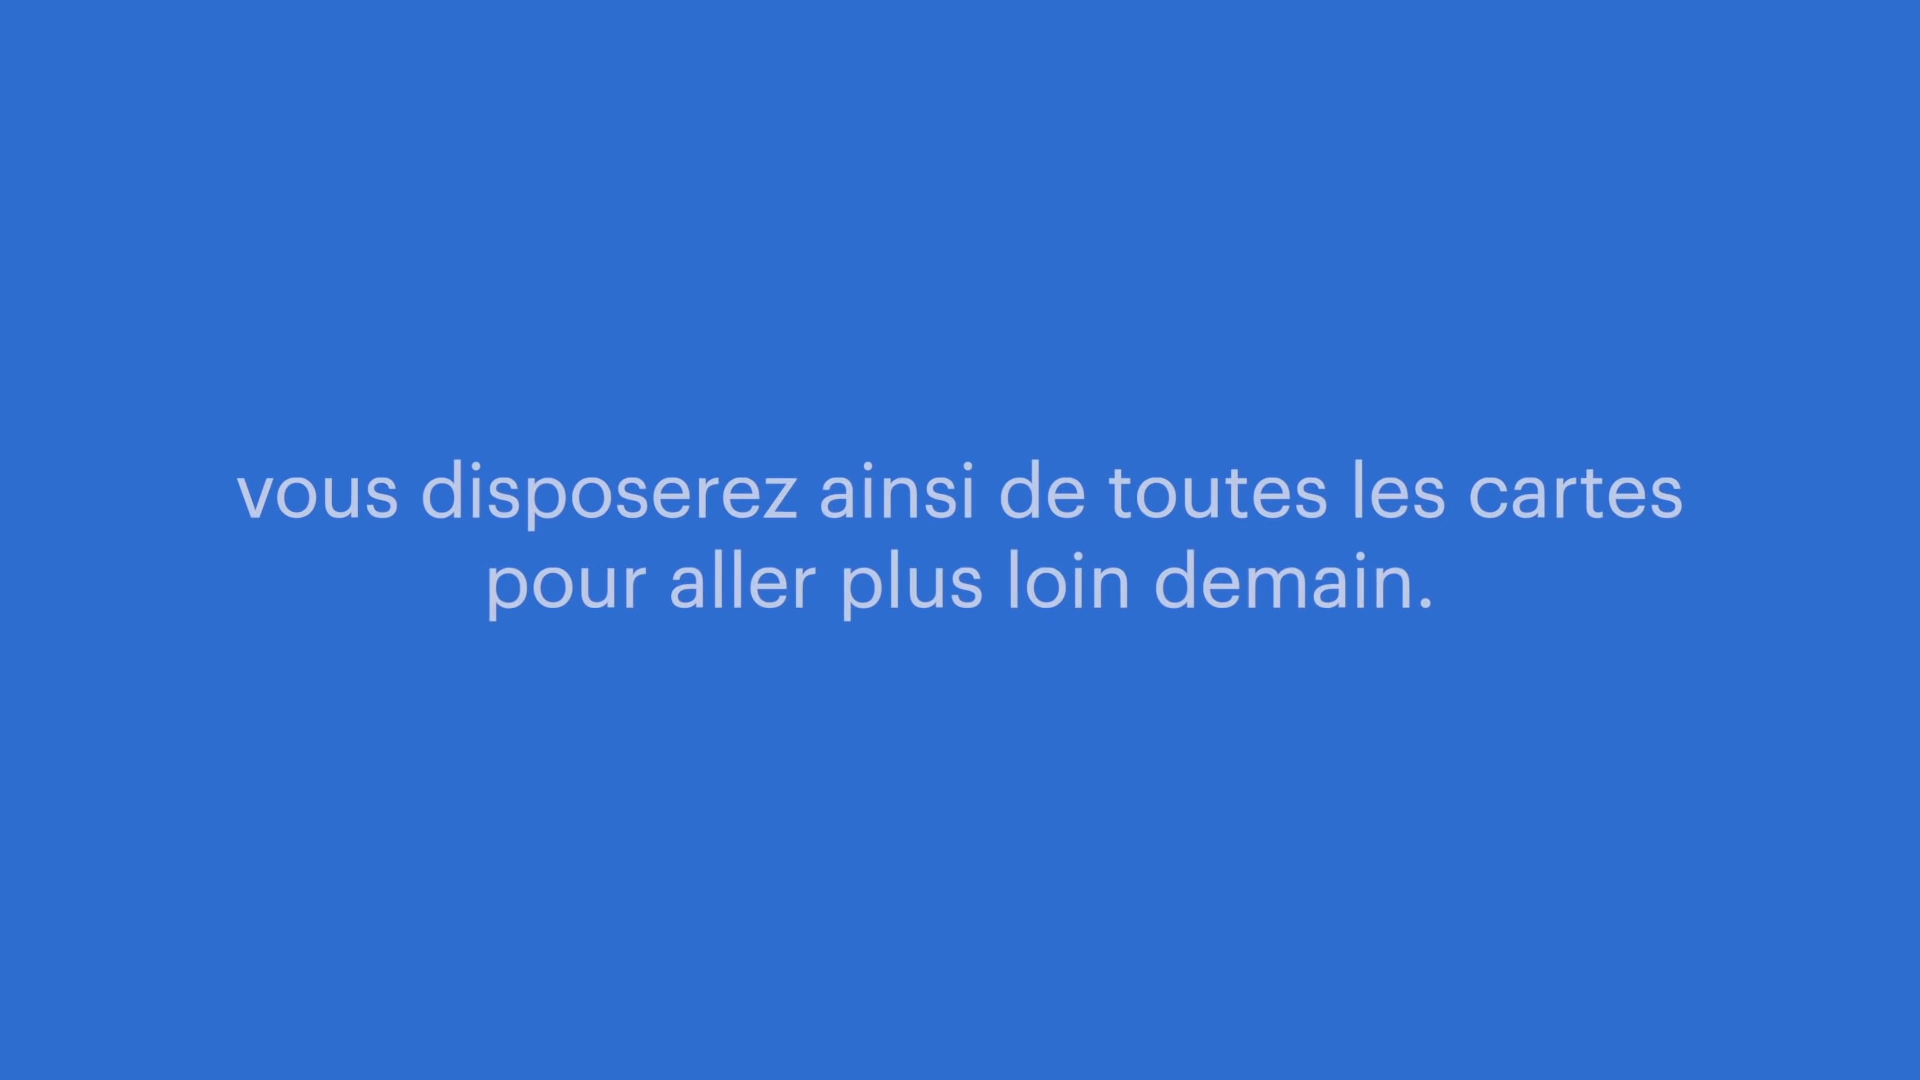 vous disposerez ainsi de toutes les cartes
pour aller plus loin demain.